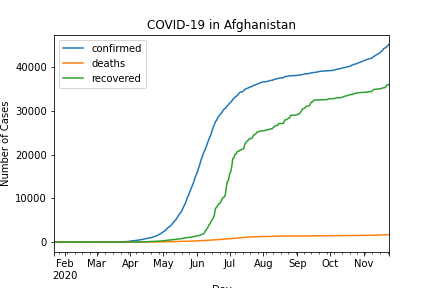 COVID-19 in Afghanistan
confirmed
deaths
recovered
Number of Cases
40000
30000
20000
10000
0
Feb Mar Apr May Jun Jul Aug Sep Oct Nov
2020